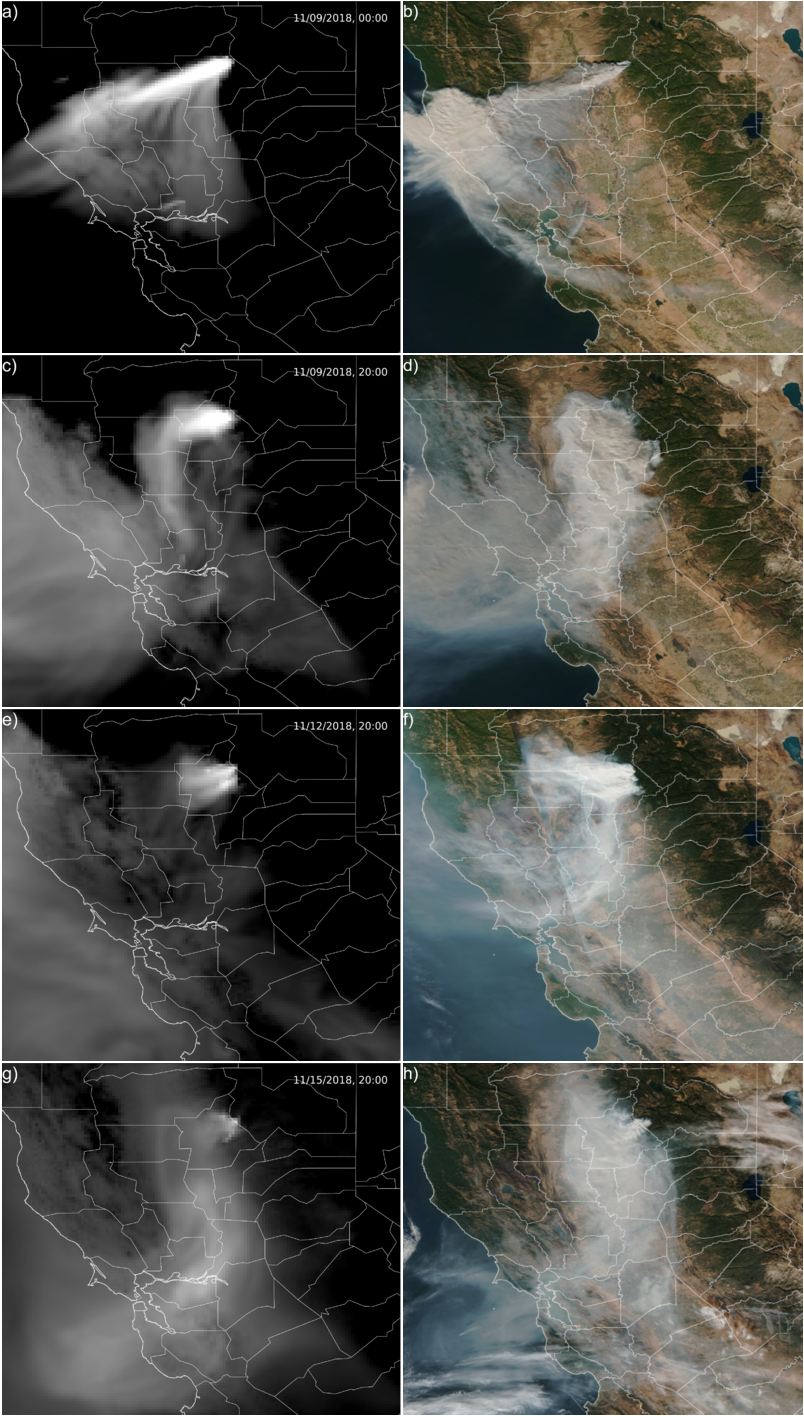 a) 11/09/2018, 00:00 b)
c) 11/09/2018, 20:00 d)
e) 11/12/2018, 20:00 f)
g) 11/15/2018, 20:00 h)